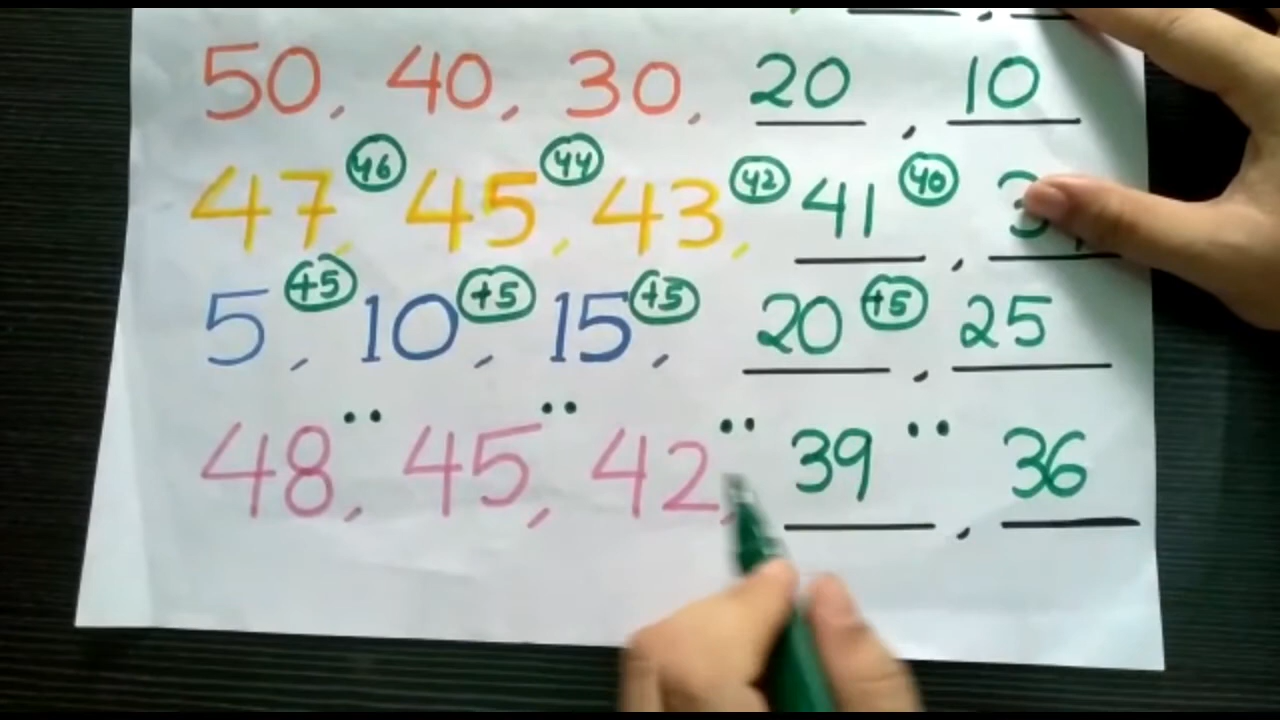 50, 40, 30, 20, 10
47, 46 45, 44 43, 42 41, 40
5, +5 10, +5 15, +5 20, +5 25
48, 45, 42, 39, 36